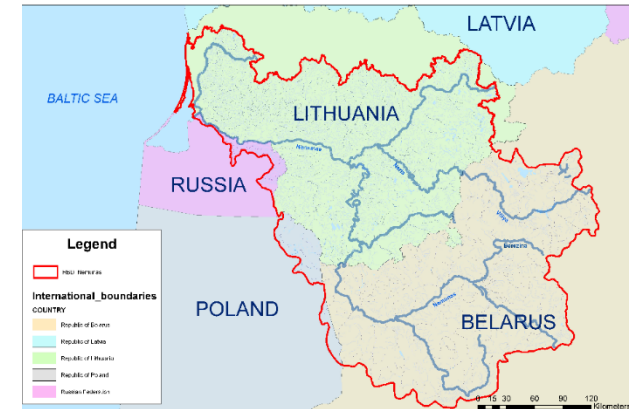 LATVIA
BALTIC SEA
LITHUANIA
Nemunas
RUSSIA
Legend
International_boundaries
COUNTRY
Republic of Belarus
Republic of Latvia
Republic of Lithuania
Republic of Poland
Russian Federation
POLAND
Nemunas
BELARUS
0 15 30 60 90 120
Kilometers